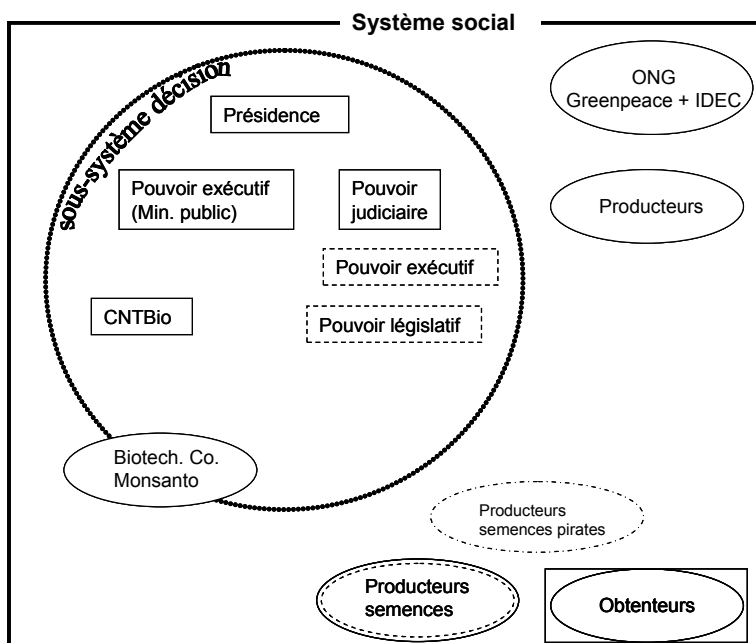 Système social
sous-système décision
ONG
Greenpeace + IDEC
Présidence
Pouvoir exécutif
(Min. public)
Pouvoir
judiciaire
Producteurs
Pouvoir exécutif
CNTBio
Pouvoir législatif
Biotech. Co.
Monsanto
Producteurs
semences pirates
Producteurs
semences
Obtenteurs